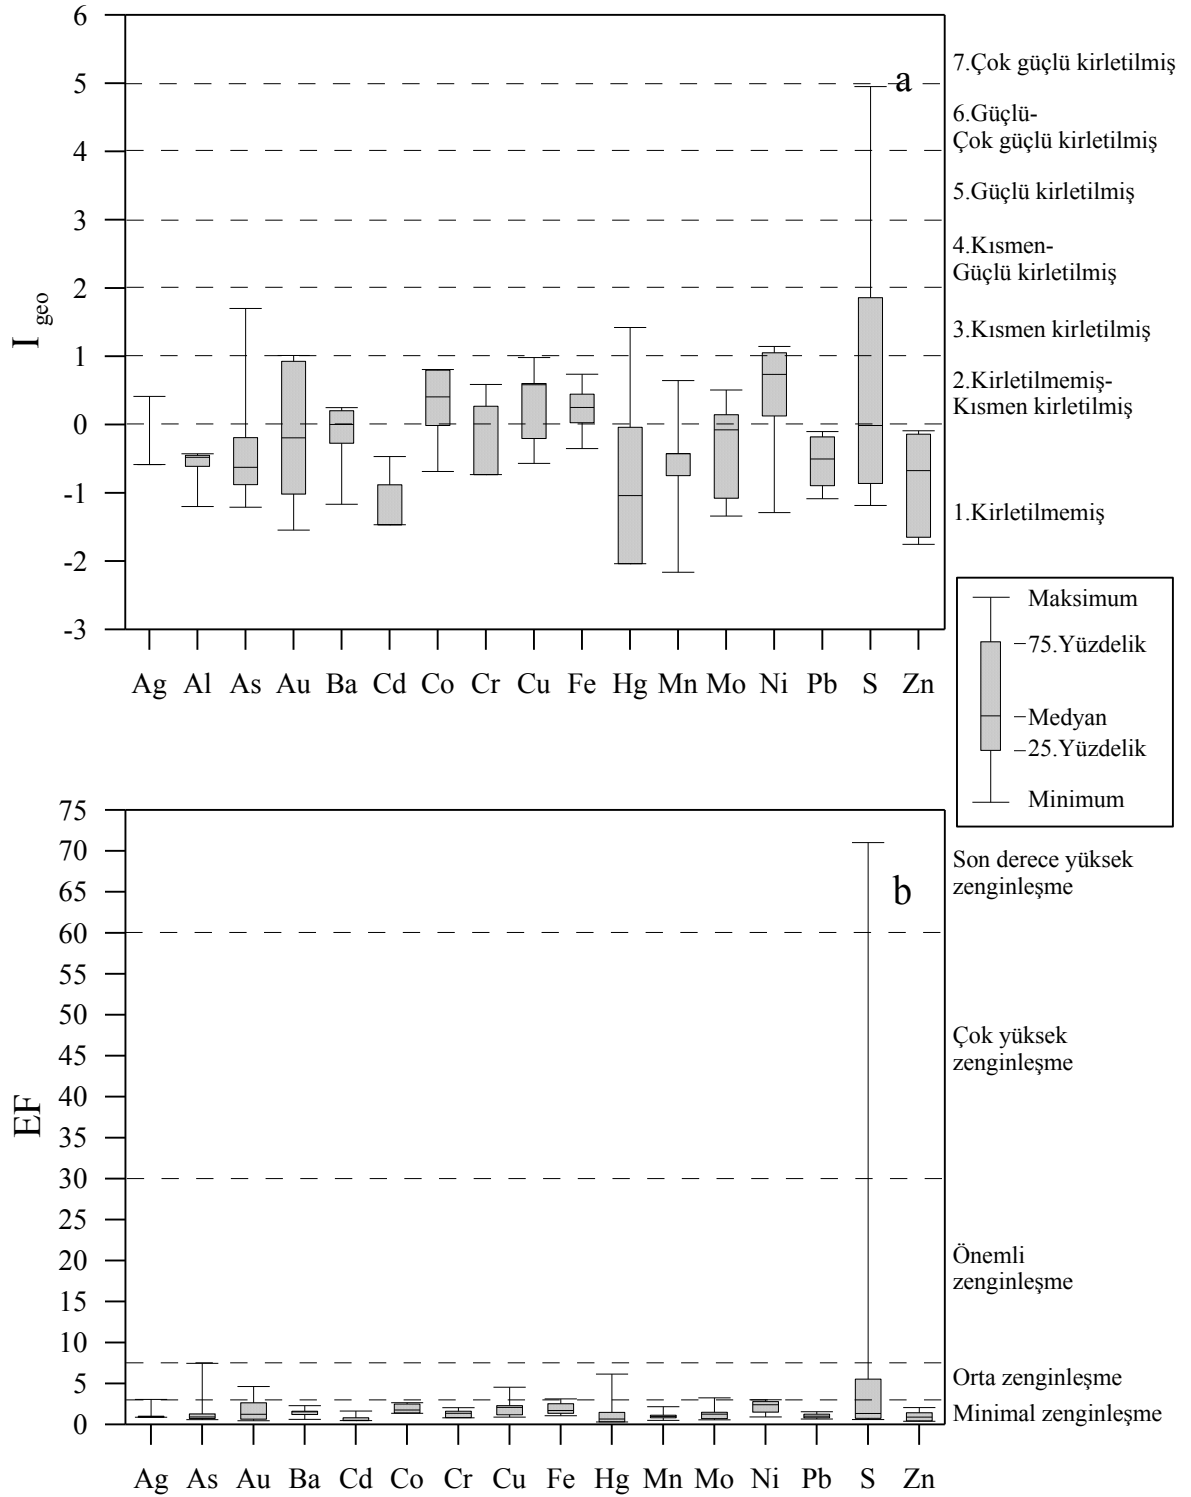 6
5
4
3
2
1
0
-1
-2
-3
I geo
a
7.Çok güçlü kirletilmiş
6.Güçlü-
Çok güçlü kirletilmiş
5.Güçlü kirletilmiş
4.Kısmen-
Güçlü kirletilmiş
3.Kısmen kirletilmiş
2.Kirletilmemiş-
Kısmen kirletilmiş
1.Kirletilmemiş
Ag Al As Au Ba Cd Co Cr Cu Fe Hg Mn Mo Ni Pb S Zn
Maksimum
75.Yüzdelik
Medyan
25.Yüzdelik
Minimum
75
70
65
60
55
50
45
40
35
30
25
20
15
10
5
0
EF
b
Son derece yüksek
zenginleşme
Çok yüksek
zenginleşme
Önemli
zenginleşme
Orta zenginleşme
Minimal zenginleşme
Ag As Au Ba Cd Co Cr Cu Fe Hg Mn Mo Ni Pb S Zn